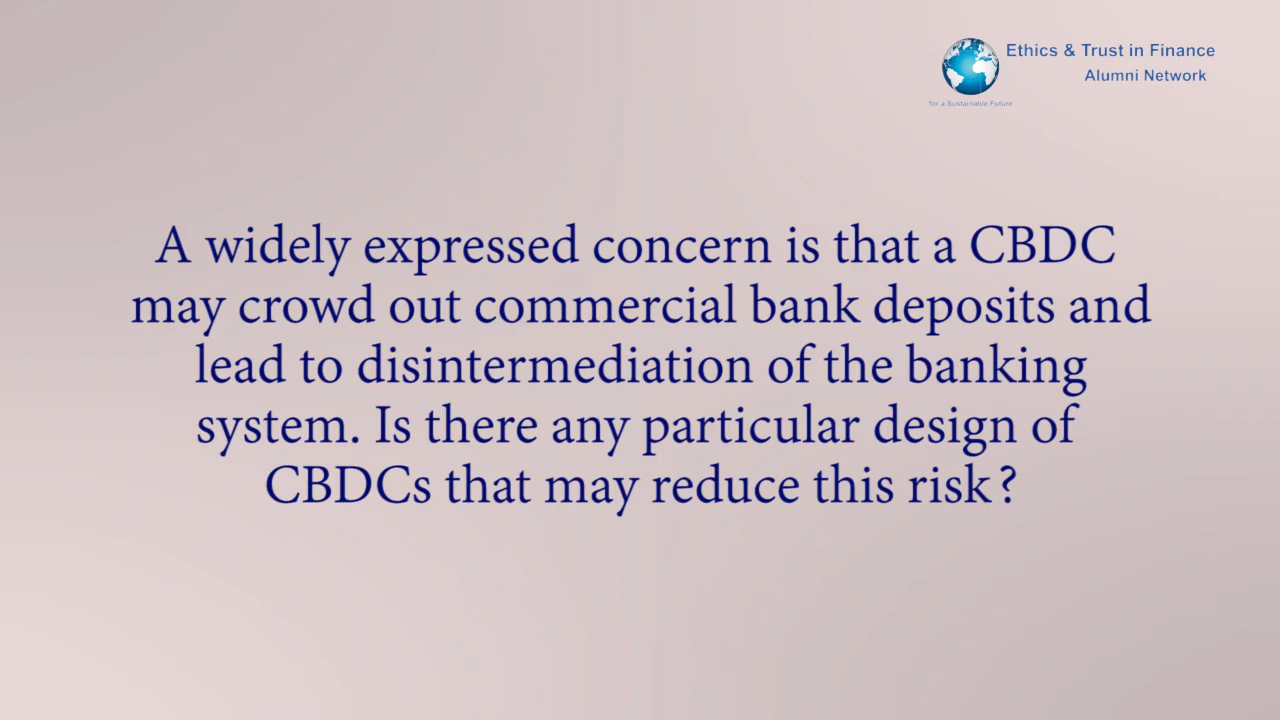 Ethics & Trust in Finance
Alumni Network
for a Sustainable Future
A widely expressed concern is that a CBDC
may crowd out commercial bank deposits and
lead to disintermediation of the banking
system. Is there any particular design of
CBDCs that may reduce this risk?